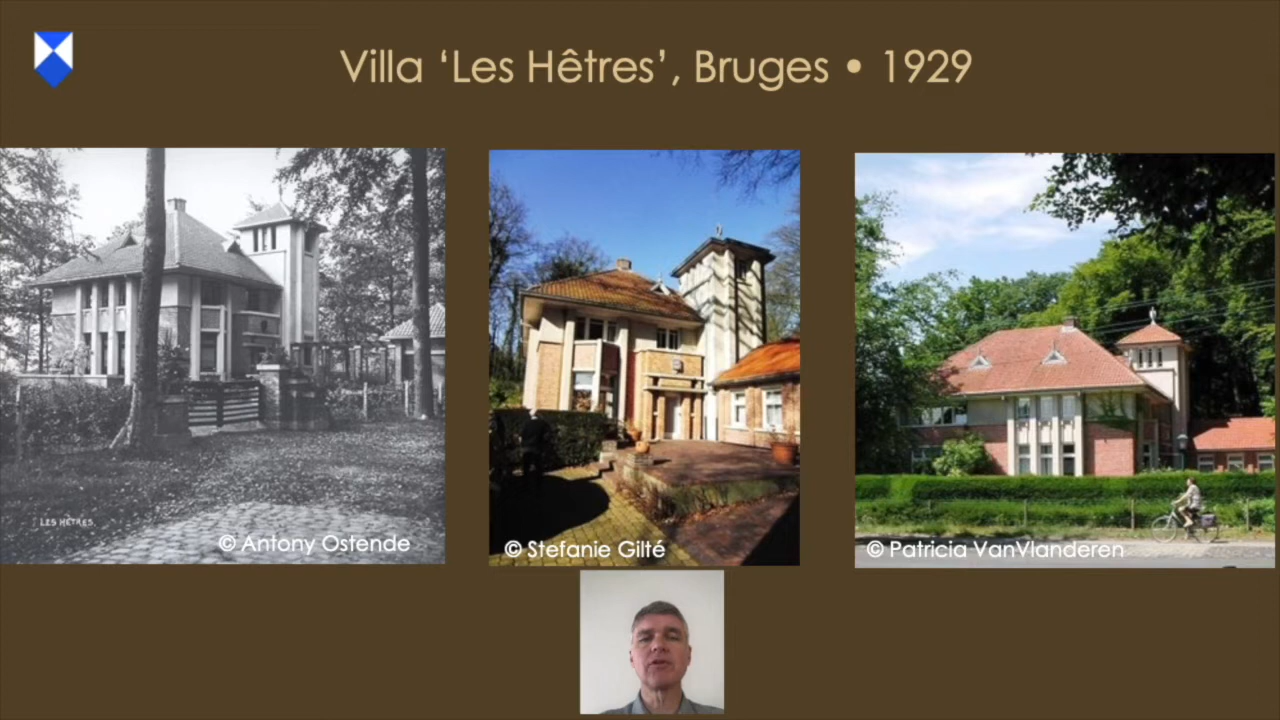 Villa ‘Les Hêtres’, Bruges • 1929
LES HÊTRES
© Antony Ostende
© Stefanie Gilté
© Patricia VanVlanderen